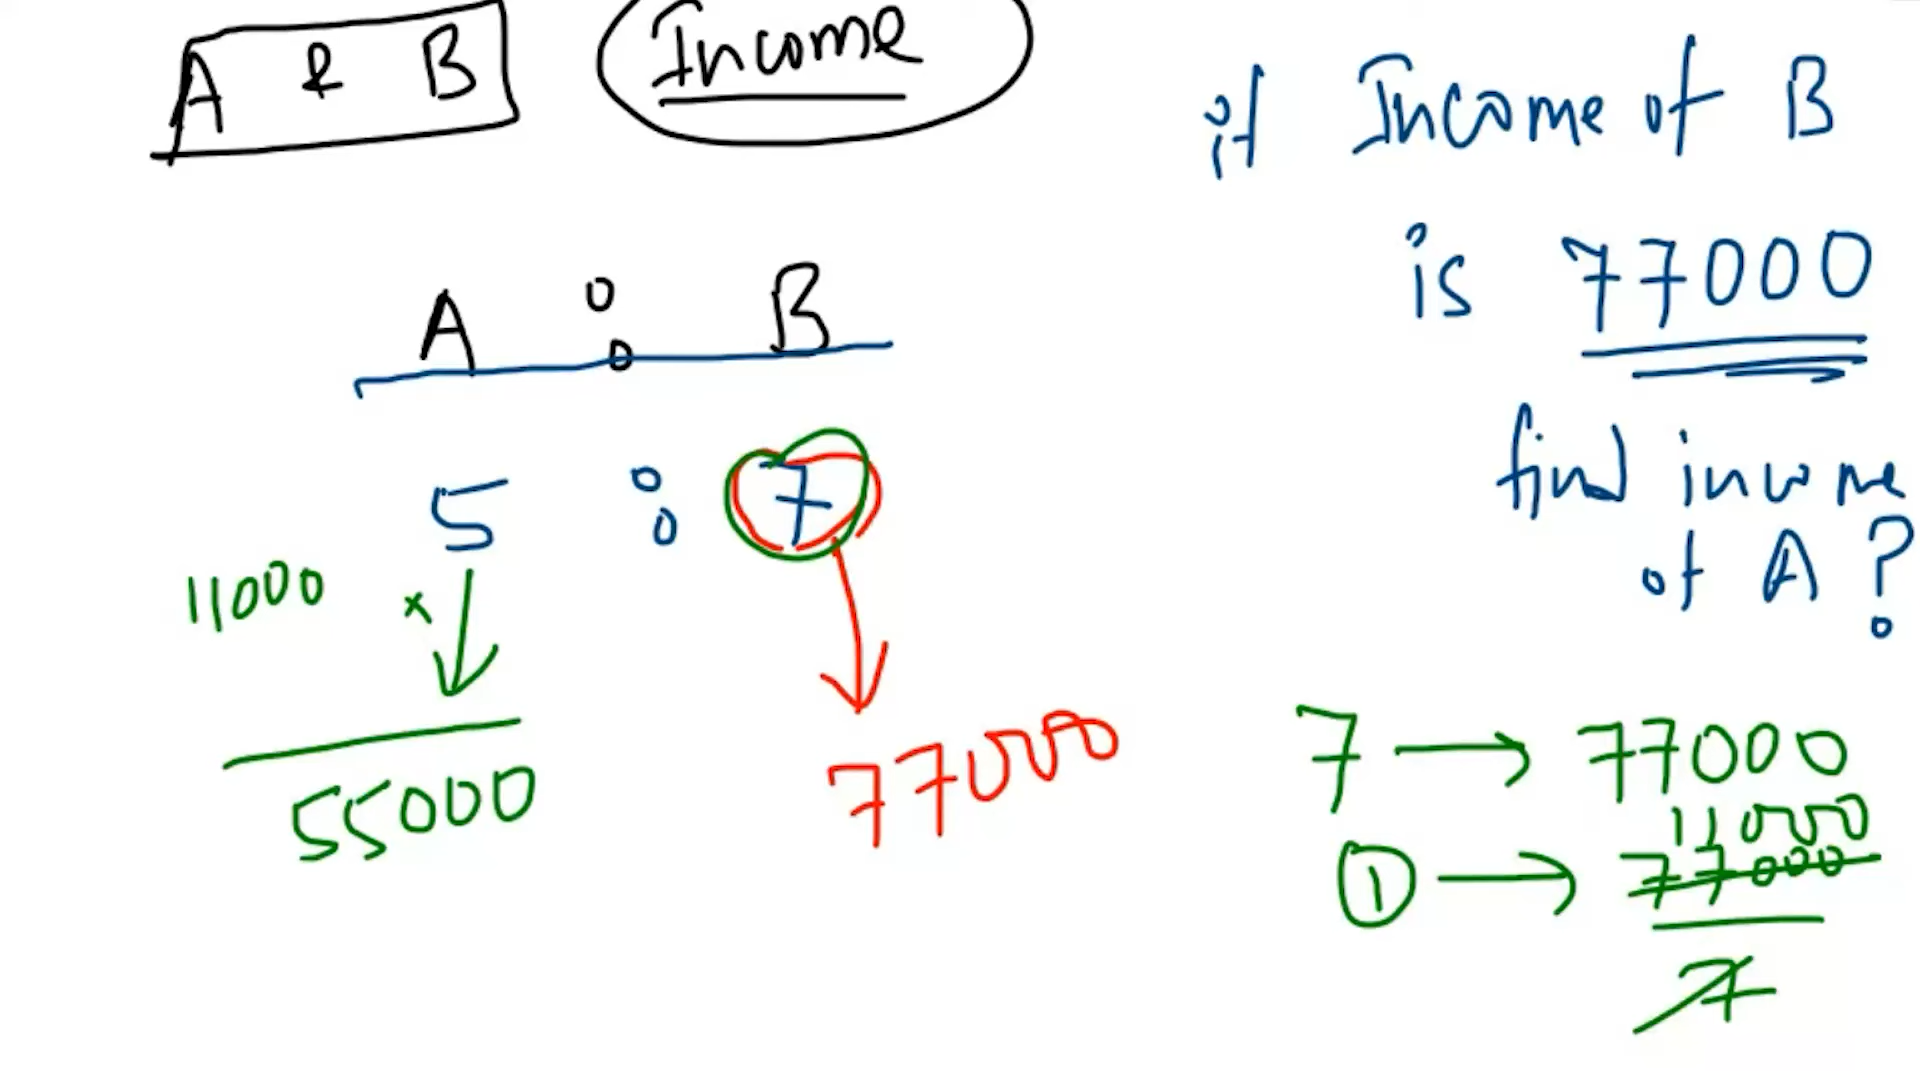 A & B Income
if Income of B
is 77000
A : B
find income
of A ?
5 : 7
11000 ×
7 → 77000
55000 77000
11000
① → 77000
7